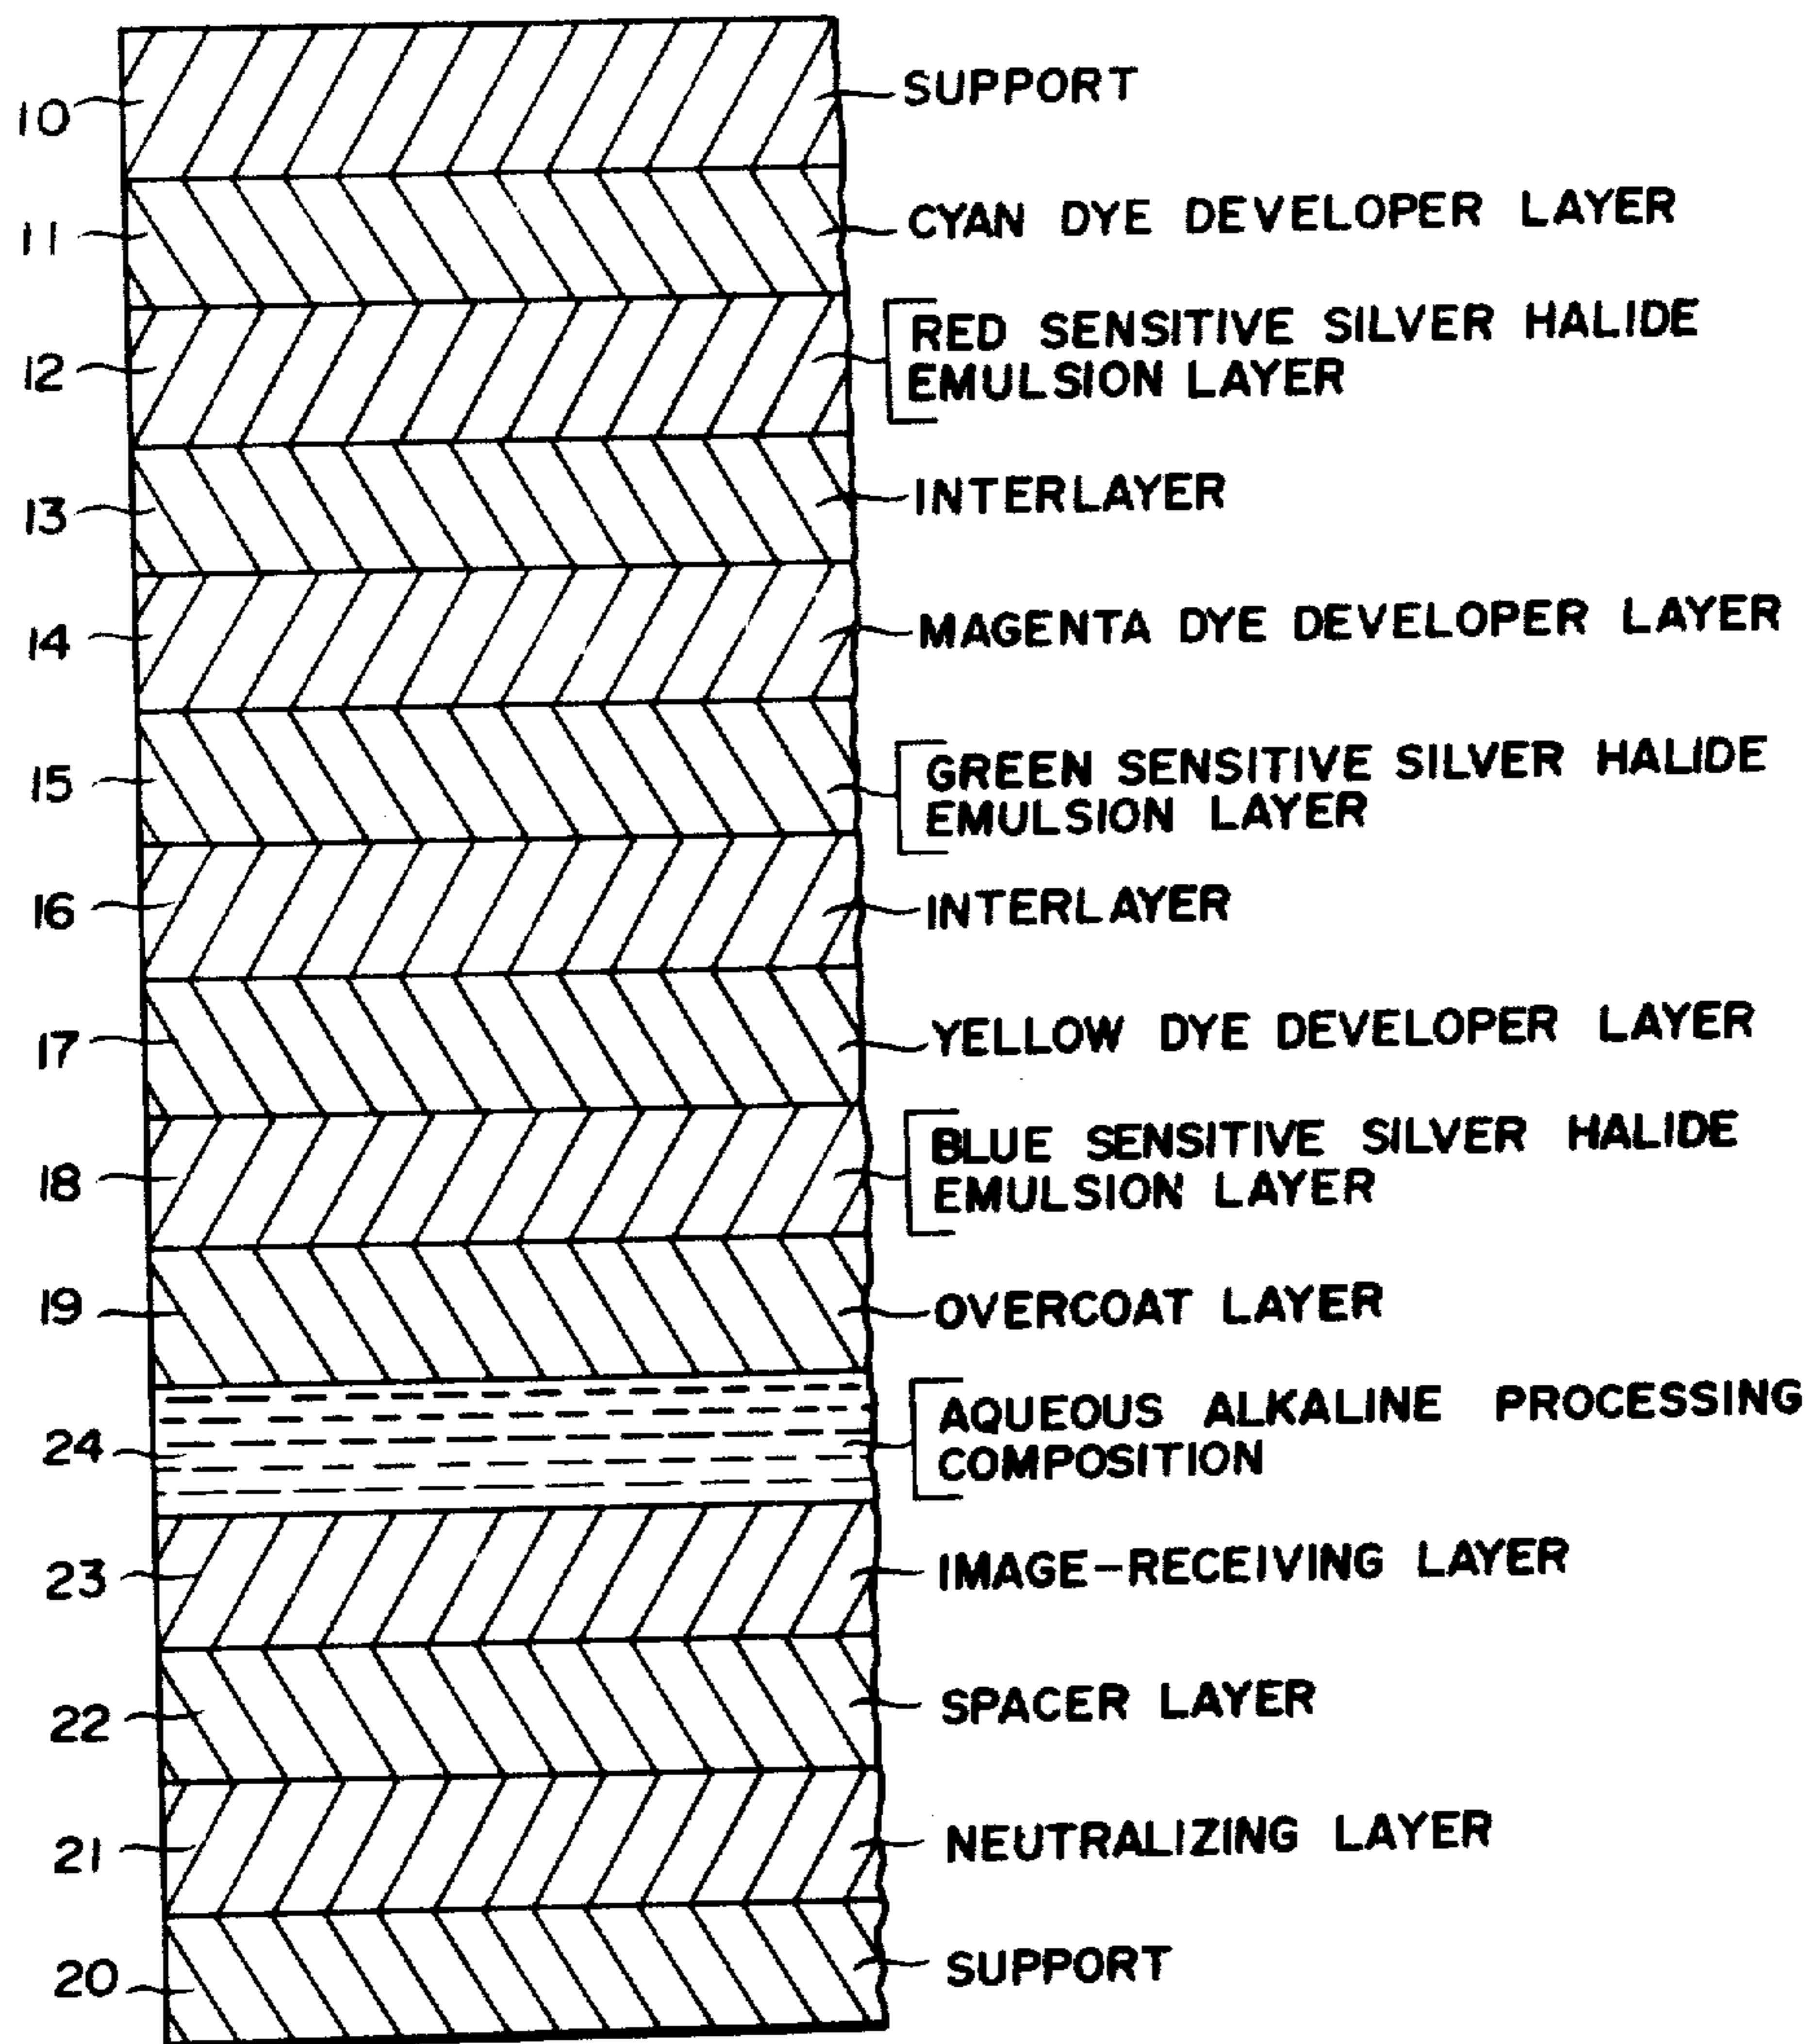 10 SUPPORT
11 CYAN DYE DEVELOPER LAYER
12 RED SENSITIVE SILVER HALIDE
EMULSION LAYER
13 INTERLAYER
14 MAGENTA DYE DEVELOPER LAYER
15 GREEN SENSITIVE SILVER HALIDE
EMULSION LAYER
16 INTERLAYER
17 YELLOW DYE DEVELOPER LAYER
18 BLUE SENSITIVE SILVER HALIDE
EMULSION LAYER
19 OVERCOAT LAYER
24 AQUEOUS ALKALINE PROCESSING
COMPOSITION
23 IMAGE-RECEIVING LAYER
22 SPACER LAYER
21 NEUTRALIZING LAYER
20 SUPPORT